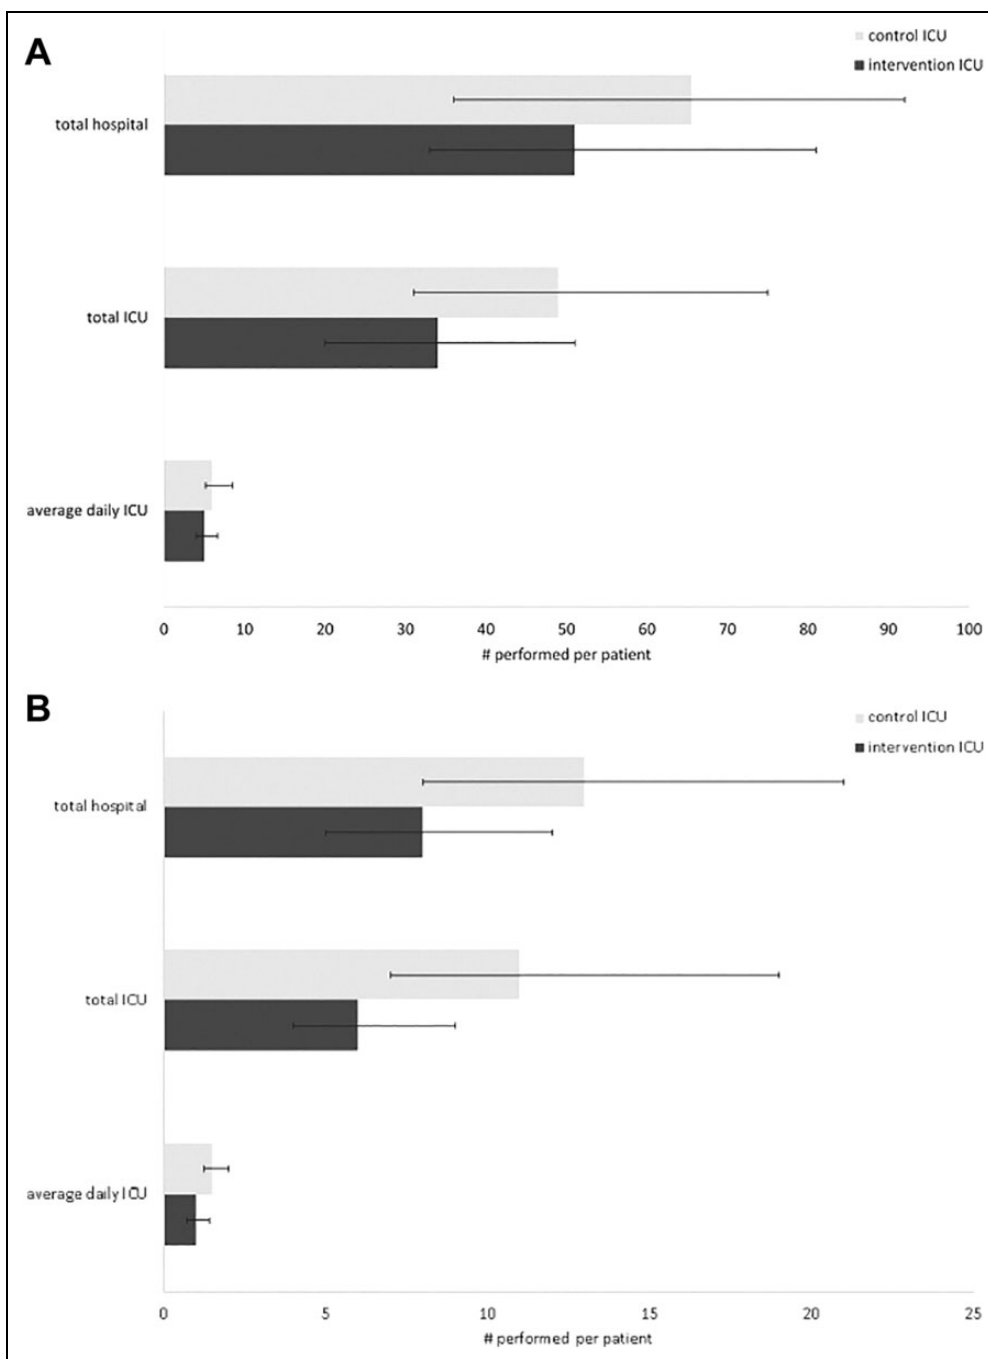 A
control ICU
intervention ICU
total hospital
total ICU
average daily ICU
0 10 20 30 40 50 60 70 80 90 100
# performed per patient
B
control ICU
intervention ICU
total hospital
total ICU
average daily ICU
0 5 10 15 20 25
# performed per patient